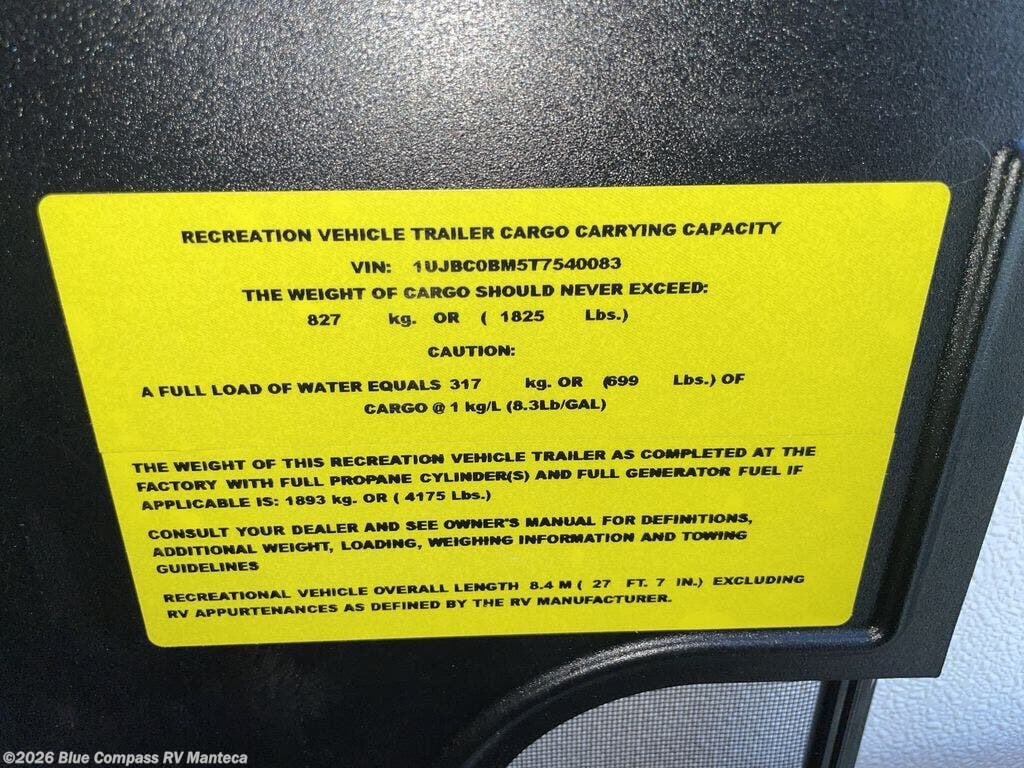 RECREATION VEHICLE TRAILER CARGO CARRYING CAPACITY
VIN: 1UJBC0BM5T7540083
THE WEIGHT OF CARGO SHOULD NEVER EXCEED:
827 kg. OR ( 1825 Lbs.)
CAUTION:
A FULL LOAD OF WATER EQUALS 317 kg. OR (699 Lbs.) OF
CARGO @ 1 kg/L (8.3Lb/GAL)
THE WEIGHT OF THIS RECREATION VEHICLE TRAILER AS COMPLETED AT THE
FACTORY WITH FULL PROPANE CYLINDER(S) AND FULL GENERATOR FUEL IF
APPLICABLE IS: 1893 kg. OR ( 4175 Lbs.)
CONSULT YOUR DEALER AND SEE OWNER'S MANUAL FOR DEFINITIONS,
ADDITIONAL WEIGHT, LOADING, WEIGHING INFORMATION AND TOWING
GUIDELINES
RECREATIONAL VEHICLE OVERALL LENGTH 8.4 M ( 27 FT. 7 IN.) EXCLUDING
RV APPURTENANCES AS DEFINED BY THE RV MANUFACTURER.
©2026 Blue Compass RV Manteca